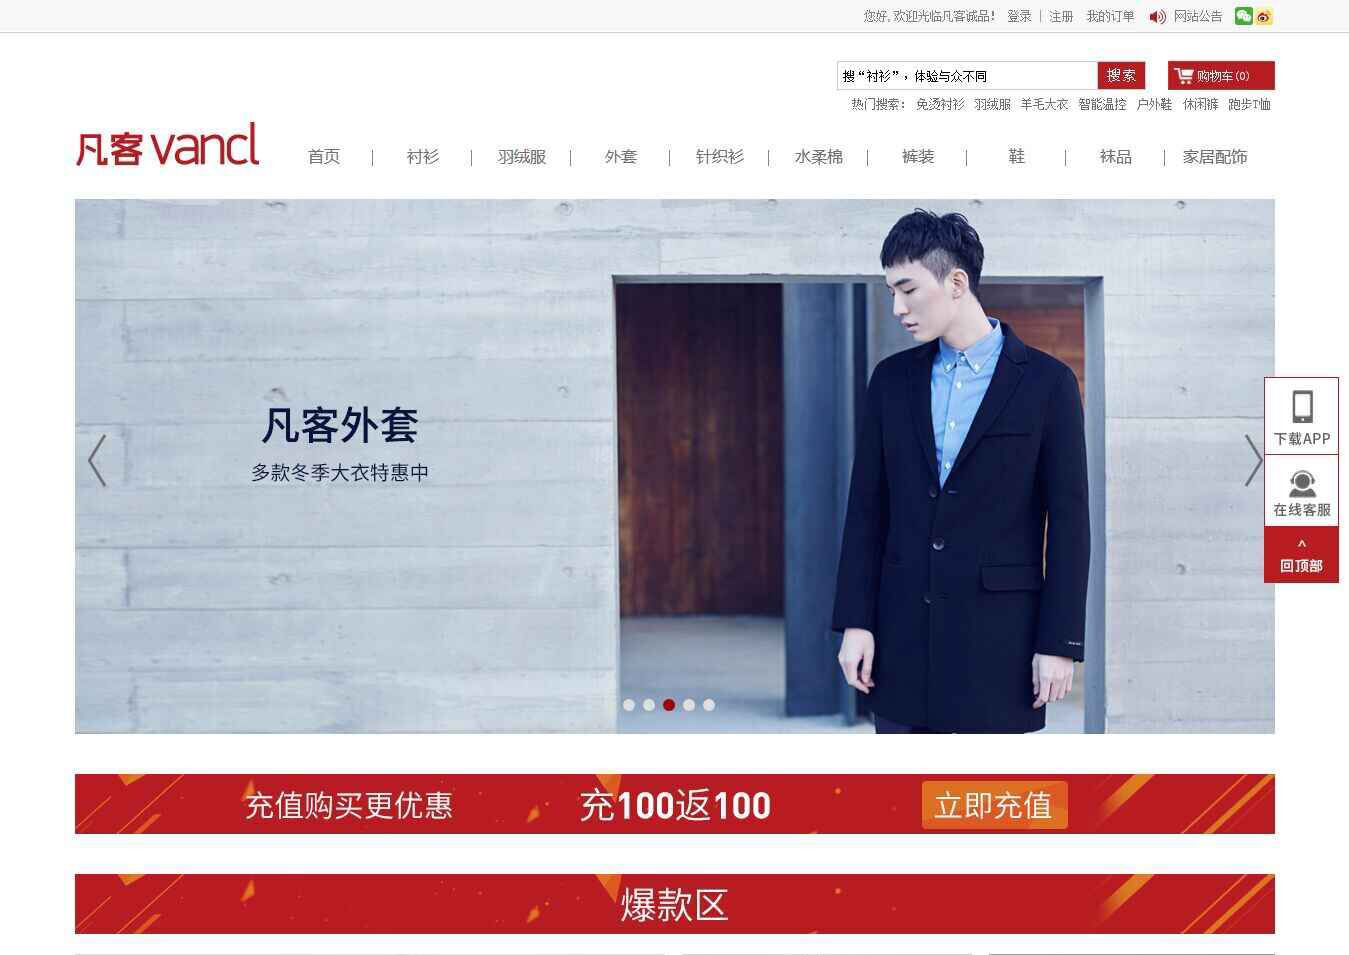 您好, 欢迎光临凡客诚品! 登录 | 注册 我的订单 网站公告
搜“衬衫”，体验与众不同 搜索 购物车(0)
热门搜索： 免烫衬衫 羽绒服 羊毛大衣 智能温控 户外鞋 休闲裤 跑步T恤
凡客 vancl
首页 | 衬衫 | 羽绒服 | 外套 | 针织衫 | 水柔棉 | 裤装 | 鞋 | 袜品 | 家居配饰
凡客外套
多款冬季大衣特惠中
下载APP
在线客服
^
回顶部
充值购买更优惠 充100返100 立即充值
爆款区